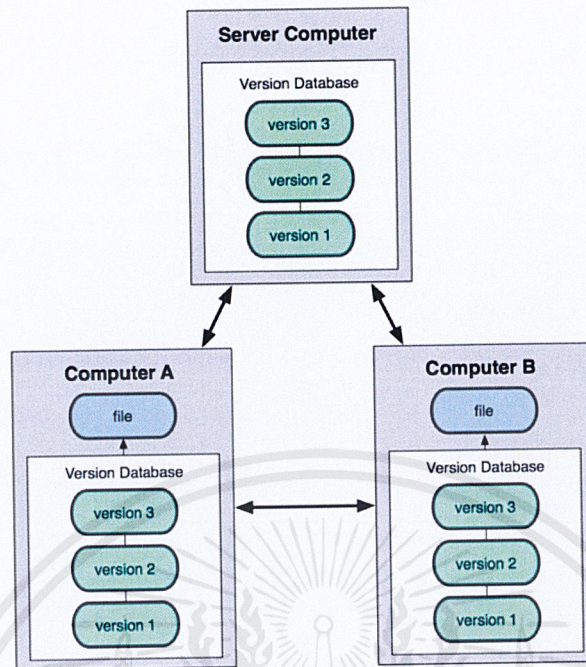 Server Computer
Version Database
version 3
version 2
version 1
Computer A
file
Version Database
version 3
version 2
version 1
Computer B
file
Version Database
version 3
version 2
version 1